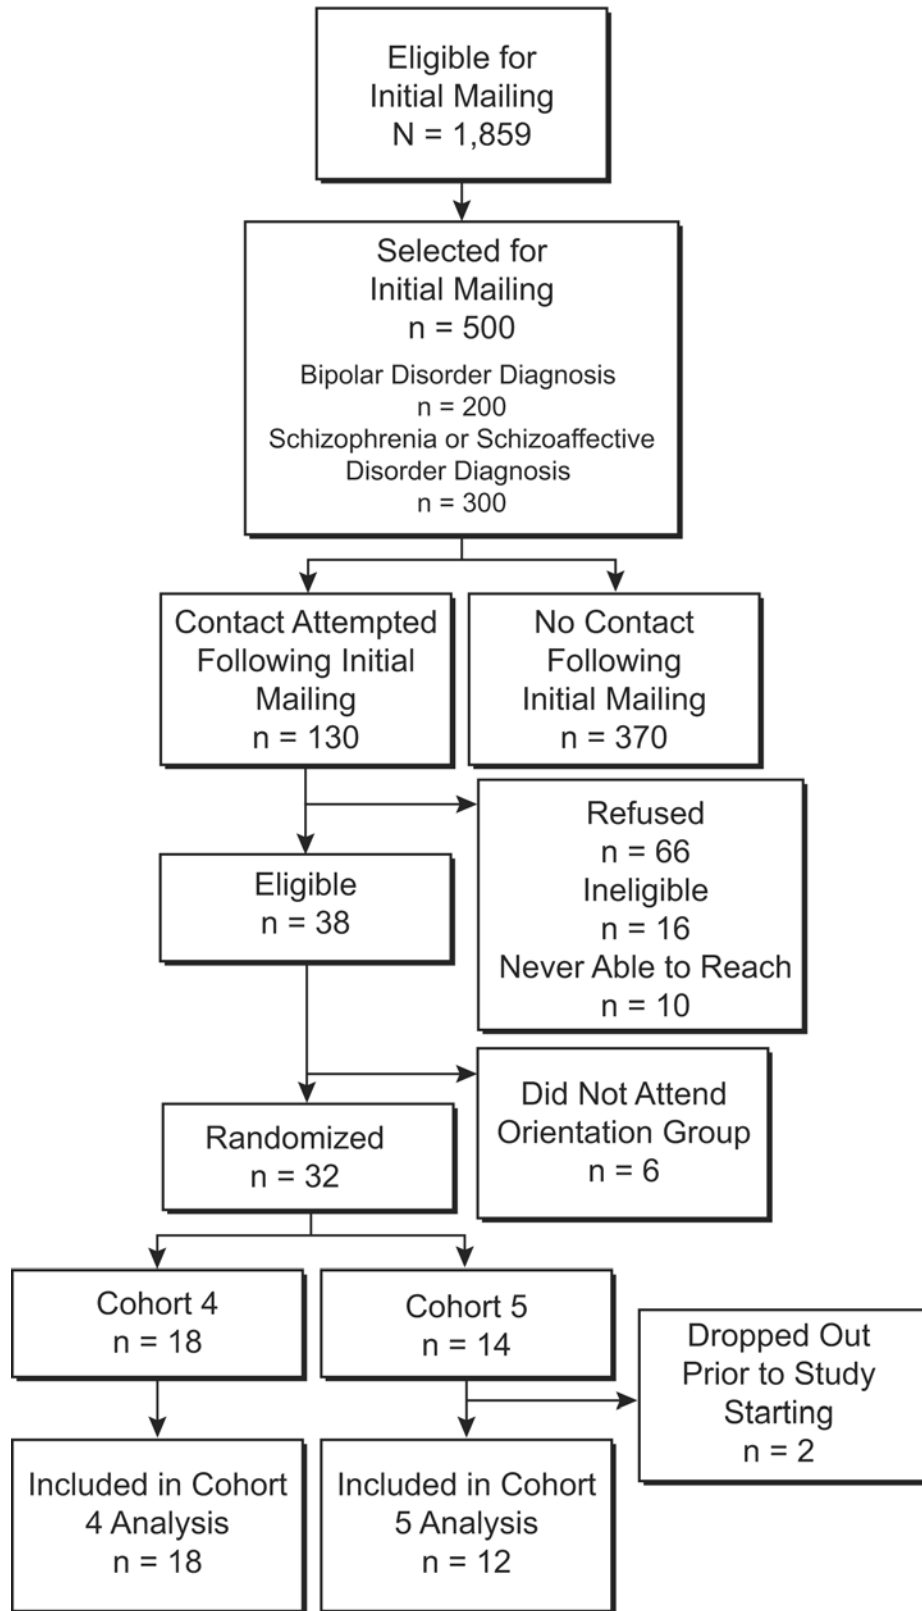 Eligible for
Initial Mailing
N = 1,859
Selected for
Initial Mailing
n = 500
Bipolar Disorder Diagnosis
n = 200
Schizophrenia or Schizoaffective
Disorder Diagnosis
n = 300
Contact Attempted
Following Initial
Mailing
n = 130
No Contact
Following
Initial Mailing
n = 370
Refused
n = 66
Ineligible
n = 16
Never Able to Reach
n = 10
Eligible
n = 38
Did Not Attend
Orientation Group
n = 6
Randomized
n = 32
Cohort 4
n = 18
Cohort 5
n = 14
Dropped Out
Prior to Study
Starting
n = 2
Included in Cohort
4 Analysis
n = 18
Included in Cohort
5 Analysis
n = 12